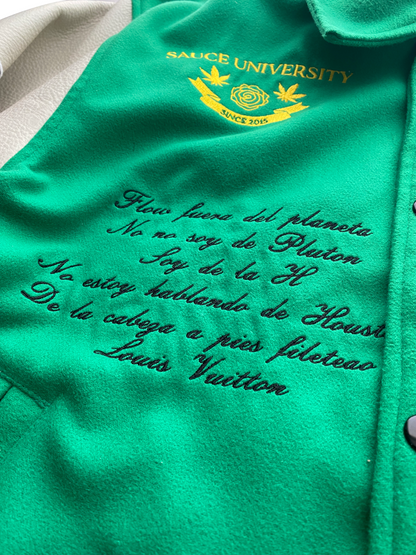 SAUCE UNIVERSITY
SINCE 2015
Flow fuera del planeta
No no soy de Pluton
Soy de la H
No estoy hablando de Houst
De la cabeza a pies fileteao
Louis Vuitton